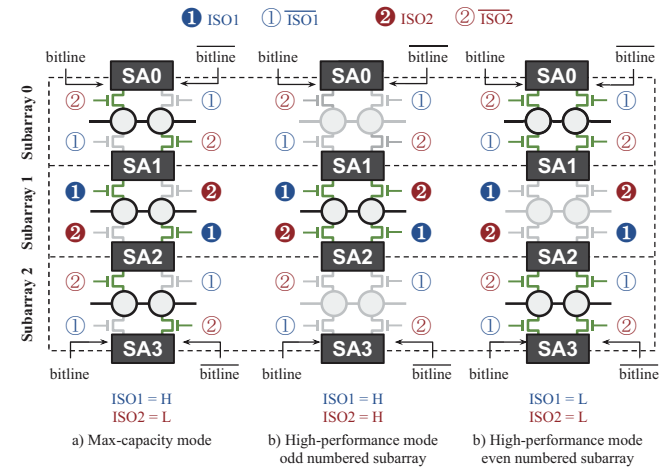 ❶ ISO1 ① I̅S̅O̅1̅ ❷ ISO2 ② I̅S̅O̅2̅
bitline b̅i̅t̅l̅i̅n̅e̅ bitline b̅i̅t̅l̅i̅n̅e̅ bitline b̅i̅t̅l̅i̅n̅e̅
SA0 SA0 SA0
Subarray 0
② ① ② ① ② ①
① ② ① ② ① ②
SA1 SA1 SA1
Subarray 1
❶ ❷ ❶ ❷ ❶ ❷
❷ ❶ ❷ ❶ ❷ ❶
SA2 SA2 SA2
Subarray 2
② ① ② ① ② ①
① ② ① ② ① ②
SA3 SA3 SA3
bitline b̅i̅t̅l̅i̅n̅e̅ bitline b̅i̅t̅l̅i̅n̅e̅ bitline b̅i̅t̅l̅i̅n̅e̅
ISO1 = H ISO1 = H ISO1 = L
ISO2 = L ISO2 = H ISO2 = L
a) Max-capacity mode b) High-performance mode b) High-performance mode
odd numbered subarray even numbered subarray